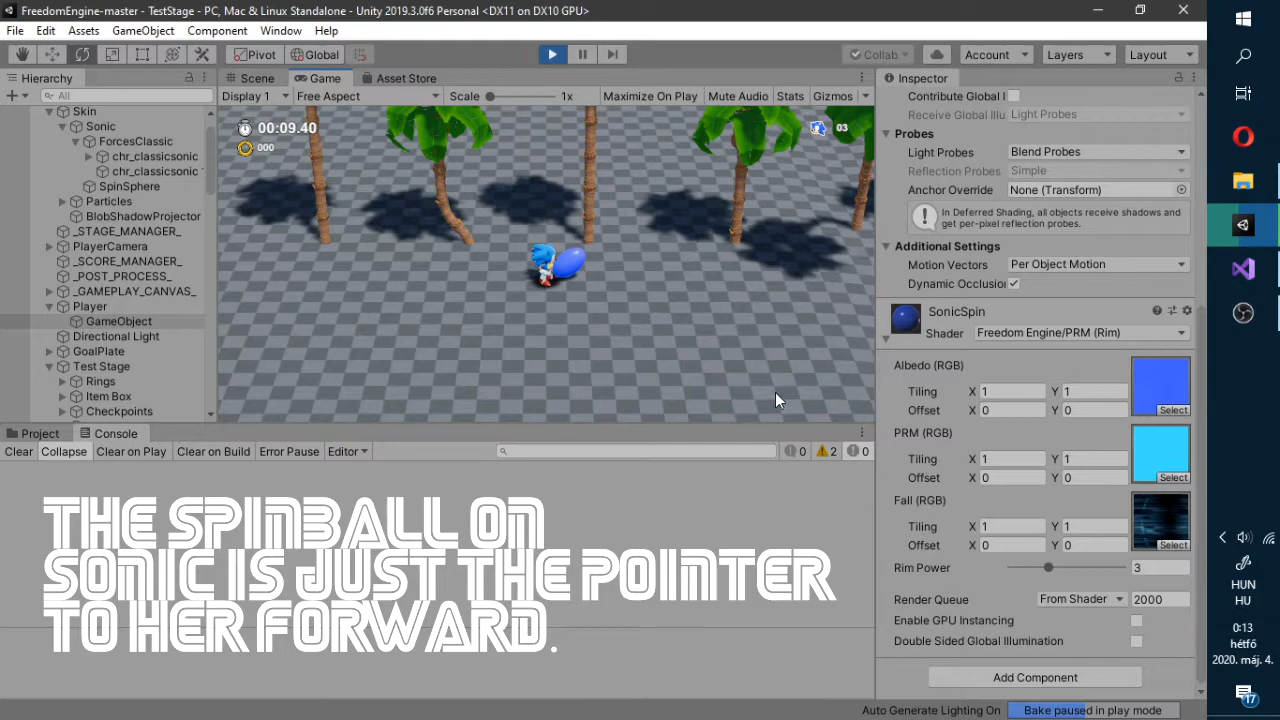 FreedomEngine-master - TestStage - PC, Mac & Linux Standalone - Unity 2019.3.0f6 Personal <DX11 on DX10 GPU>
File Edit Assets GameObject Component Window Help
Pivot Global Collab Account Layers Layout
Hierarchy Scene Game Asset Store Inspector
All Display 1 Free Aspect Scale 1x Maximize On Play Mute Audio Stats Gizmos
Skin
Sonic
ForcesClassic
chr_classicsonic
chr_classicsonic
SpinSphere
Particles
BlobShadowProjector
_STAGE_MANAGER_
PlayerCamera
_SCORE_MANAGER_
_POST_PROCESS_
_GAMEPLAY_CANVAS_
Player
GameObject
Directional Light
GoalPlate
Test Stage
Rings
Item Box
Checkpoints
00:09.40
000
03
Contribute Global I
Receive Global Illu Light Probes
Probes
Light Probes Blend Probes
Reflection Probes Simple
Anchor Override None (Transform)
In Deferred Shading, all objects receive shadows and
get per-pixel reflection probes.
Additional Settings
Motion Vectors Per Object Motion
Dynamic Occlusio
SonicSpin
Shader Freedom Engine/PRM (Rim)
Albedo (RGB)
Tiling X 1 Y 1
Offset X 0 Y 0
Select
PRM (RGB)
Tiling X 1 Y 1
Offset X 0 Y 0
Select
Fall (RGB)
Tiling X 1 Y 1
Offset X 0 Y 0
Select
Rim Power 3
Render Queue From Shader 2000
Enable GPU Instancing
Double Sided Global Illumination
Add Component
Project Console
Clear Collapse Clear on Play Clear on Build Error Pause Editor 0 2 0
THE SPINBALL ON
SONIC IS JUST THE POINTER
TO HER FORWARD.
Auto Generate Lighting On Bake paused in play mode
HUN
HU
0:13
hétfő
2020. máj. 4.
17